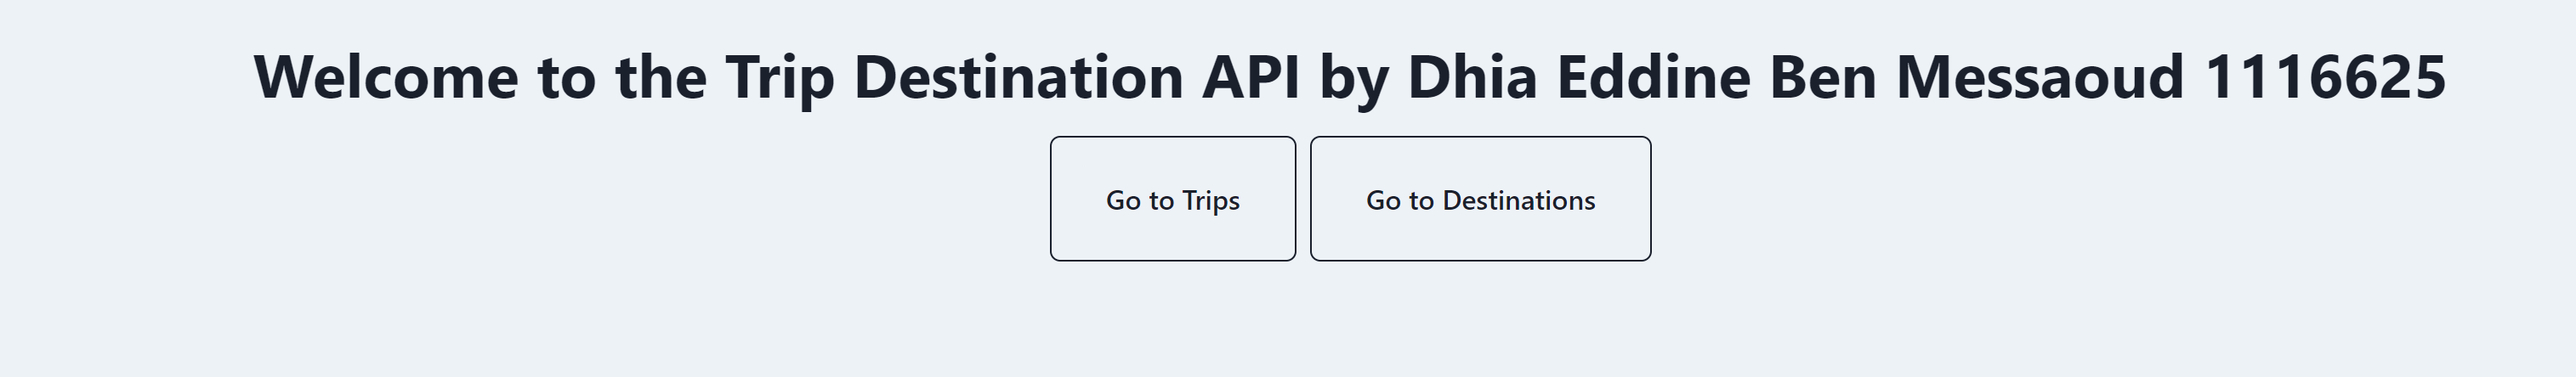 Welcome to the Trip Destination API by Dhia Eddine Ben Messaoud 1116625
Go to Trips
Go to Destinations